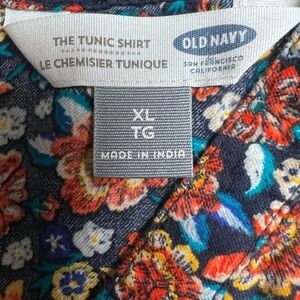 THE TUNIC SHIRT
LE CHEMISIER TUNIQUE
OLD NAVY
SAN FRANCISCO
CALIFORNIA
XL
TG
MADE IN INDIA